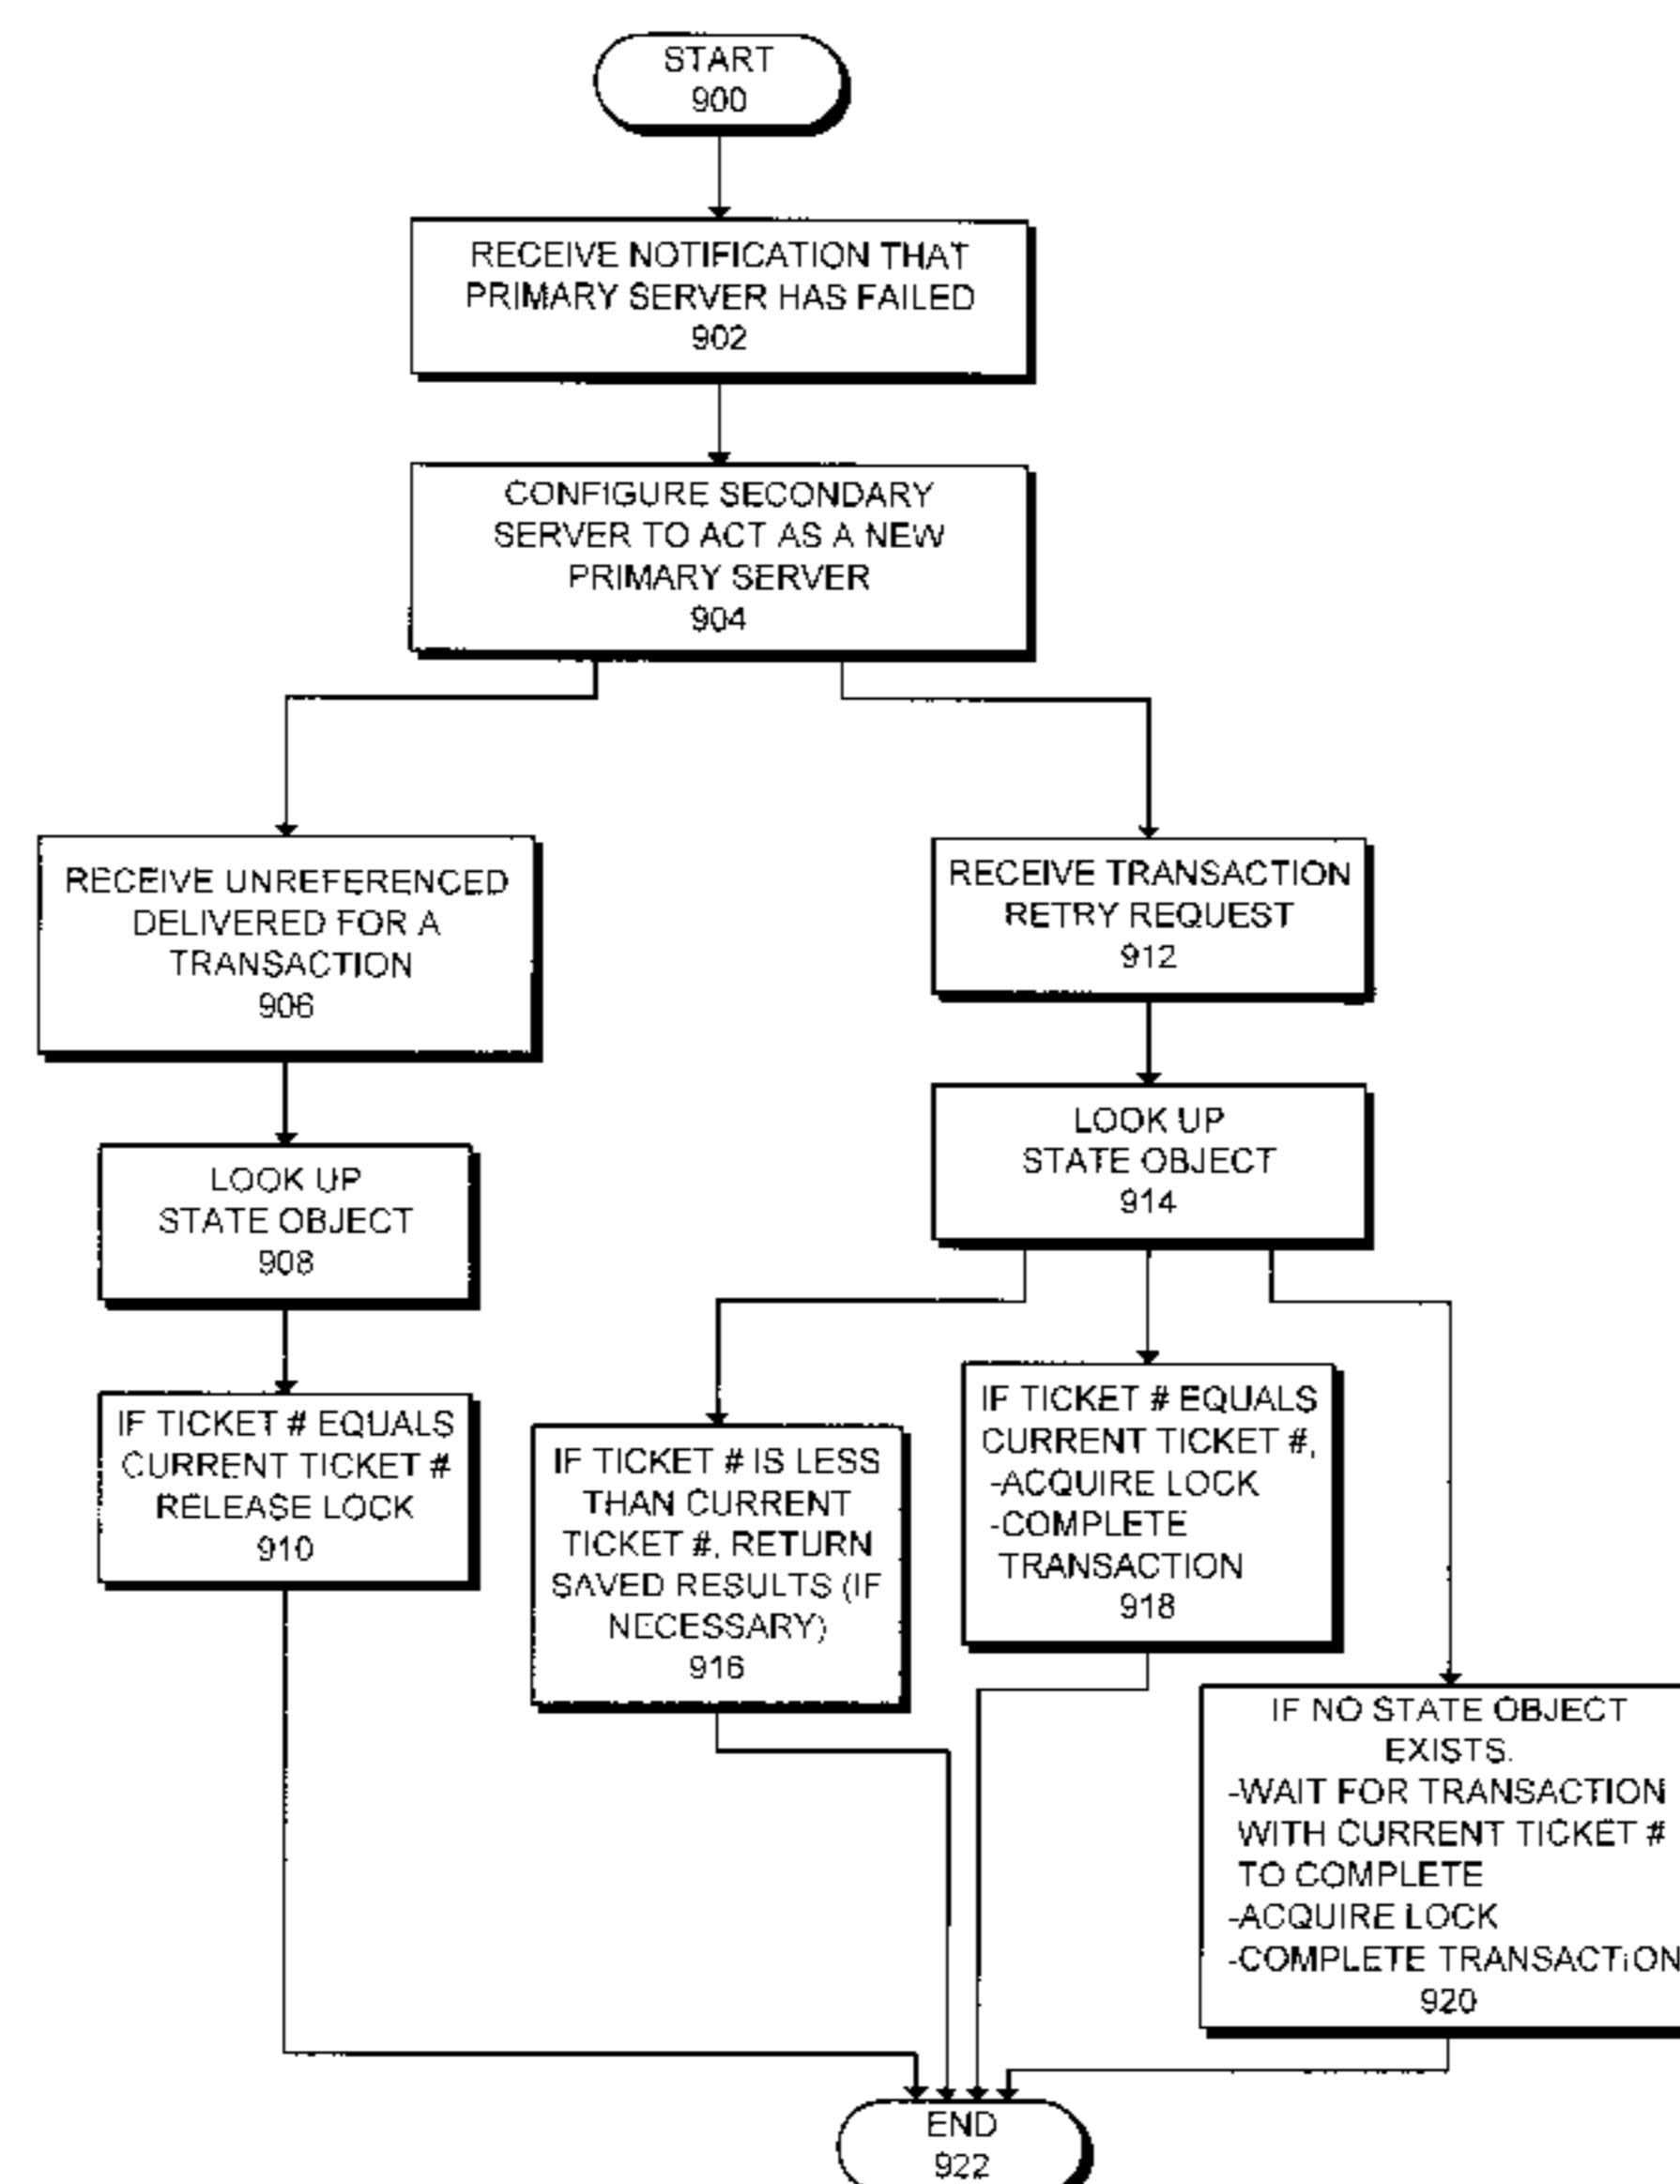 START
900
RECEIVE NOTIFICATION THAT
PRIMARY SERVER HAS FAILED
902
CONFIGURE SECONDARY
SERVER TO ACT AS A NEW
PRIMARY SERVER
904
RECEIVE UNREFERENCED
DELIVERED FOR A
TRANSACTION
906
LOOK UP
STATE OBJECT
908
IF TICKET # EQUALS
CURRENT TICKET #
RELEASE LOCK
910
RECEIVE TRANSACTION
RETRY REQUEST
912
LOOK UP
STATE OBJECT
914
IF TICKET # IS LESS
THAN CURRENT
TICKET #, RETURN
SAVED RESULTS (IF
NECESSARY)
916
IF TICKET # EQUALS
CURRENT TICKET #,
-ACQUIRE LOCK
-COMPLETE
TRANSACTION
918
IF NO STATE OBJECT
EXISTS.
-WAIT FOR TRANSACTION
WITH CURRENT TICKET #
TO COMPLETE
-ACQUIRE LOCK
-COMPLETE TRANSACTION
920
END
922